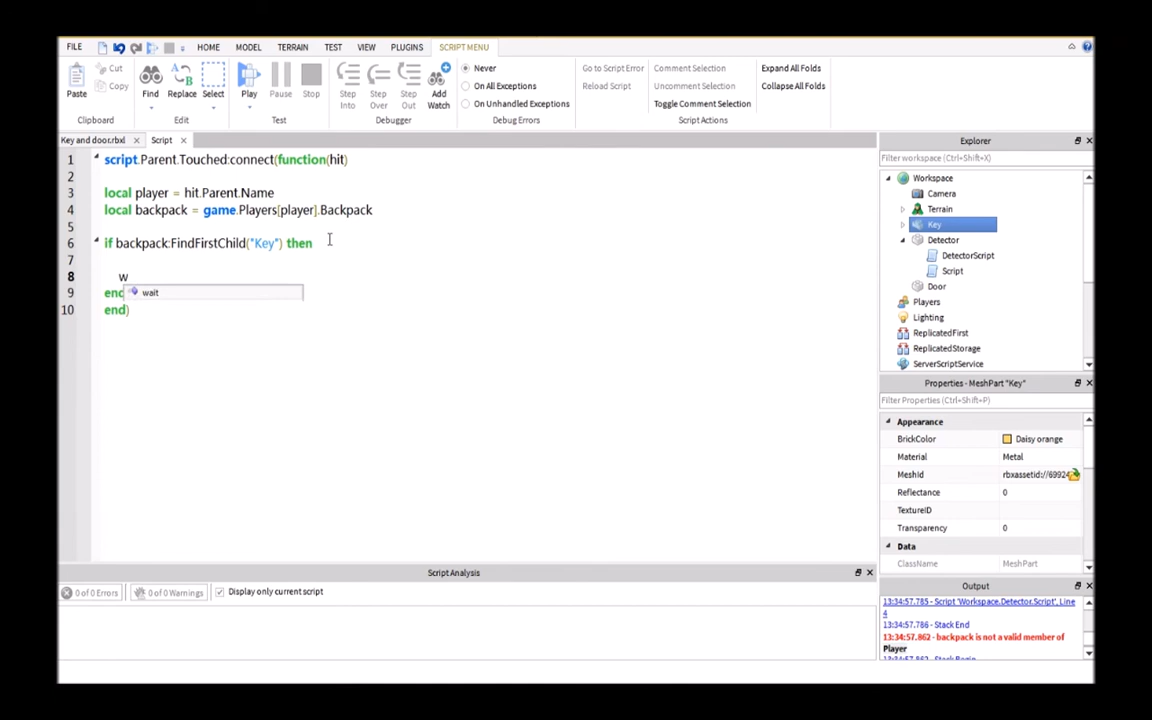 FILE HOME MODEL TERRAIN TEST VIEW PLUGINS SCRIPT MENU
Paste
Cut
Copy
Clipboard
Find
Replace
Select
Edit
Play
Pause
Stop
Test
Step Into
Step Over
Step Out
Add Watch
Debugger
Never
On All Exceptions
On Unhandled Exceptions
Debug Errors
Go to Script Error
Reload Script
Comment Selection
Uncomment Selection
Toggle Comment Selection
Script Actions
Expand All Folds
Collapse All Folds
Key and door.rbxl
Script
1 script.Parent.Touched:connect(function(hit)
2
3 local player = hit.Parent.Name
4 local backpack = game.Players[player].Backpack
5
6 if backpack:FindFirstChild("Key") then
7
8 w
9 end
wait
10 end)
Explorer
Filter workspace (Ctrl+Shift+X)
Workspace
Camera
Terrain
Key
Detector
DetectorScript
Script
Door
Players
Lighting
ReplicatedFirst
ReplicatedStorage
ServerScriptService
Properties - MeshPart "Key"
Filter Properties (Ctrl+Shift+P)
Appearance
BrickColor Daisy orange
Material Metal
MeshId rbxassetid://69924
Reflectance 0
TextureID
Transparency 0
Data
ClassName MeshPart
Script Analysis
0 of 0 Errors
0 of 0 Warnings
Display only current script
Output
13:34:57.785 - Script 'Workspace.Detector.Script', Line
4
13:34:57.786 - Stack End
13:34:57.862 - backpack is not a valid member of
Player
13:34:57.862 - Stack Begin